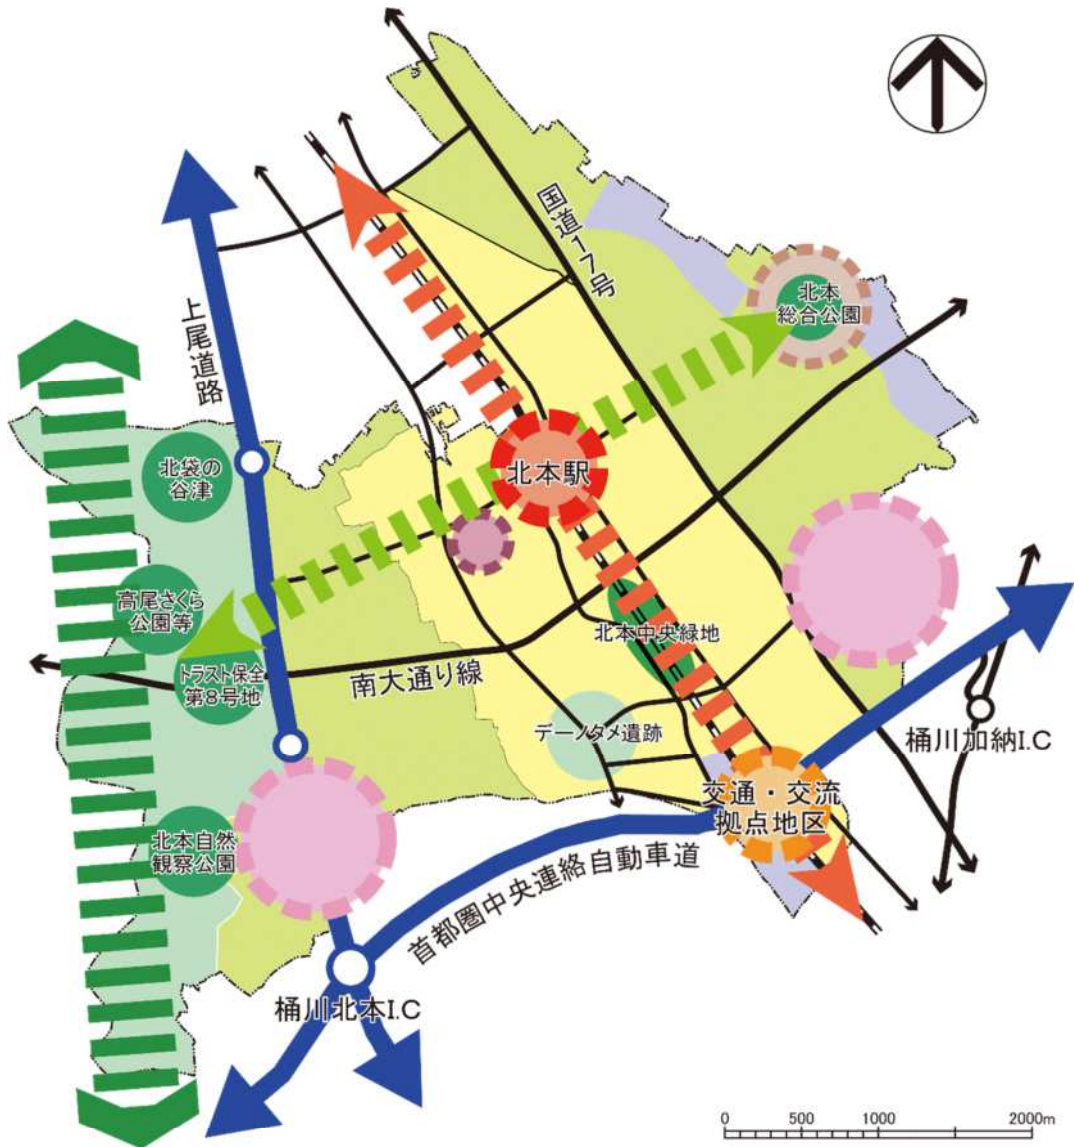 国道17号
北本
総合公園
上尾道路
北袋の
谷津
北本駅
高尾さくら
公園等
北本中央緑地
トラスト保全
第8号地
南大通り線
デーノタメ遺跡
桶川加納I.C
交通・交流
拠点地区
北本自然
観察公園
首都圏中央連絡自動車道
桶川北本I.C
0 500 1000 2000m